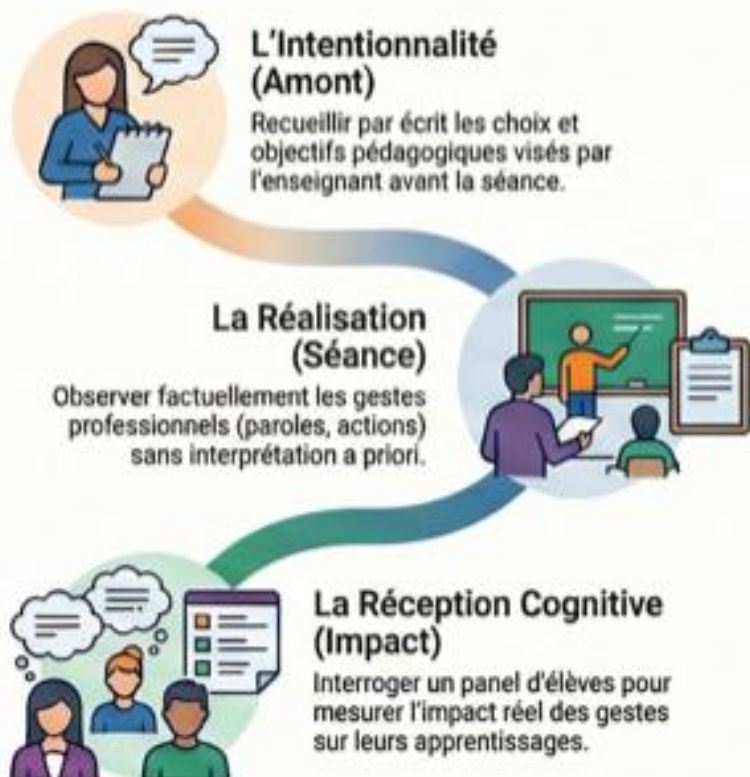 L'Intentionnalité
(Amont)
Recueillir par écrit les choix et
objectifs pédagogiques visés par
l'enseignant avant la séance.
La Réalisation
(Séance)
Observer factuellement les gestes
professionnels (paroles, actions)
sans interprétation a priori.
La Réception Cognitive
(Impact)
Interroger un panel d'élèves pour
mesurer l'impact réel des gestes
sur leurs apprentissages.